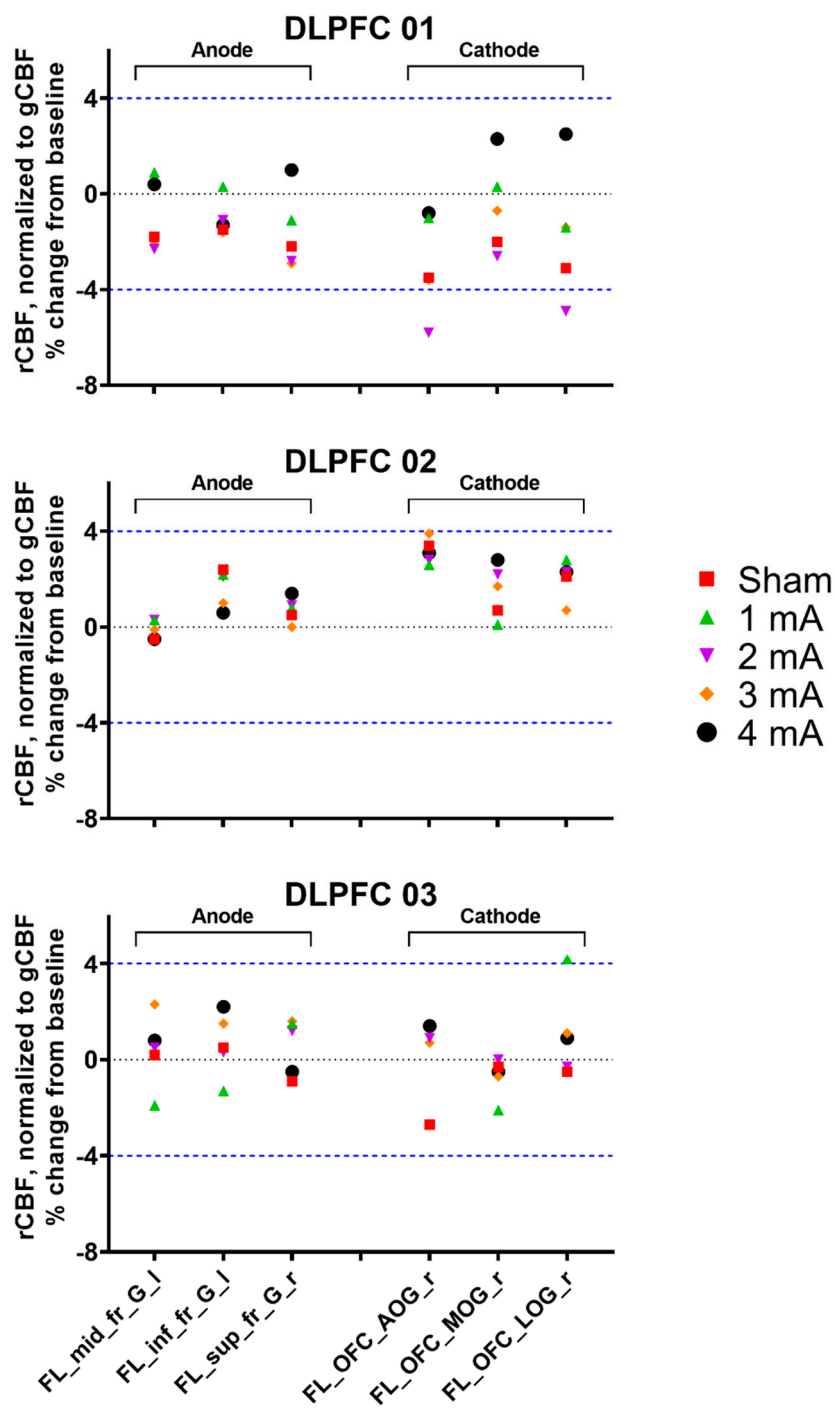 DLPFC 01
Anode
Cathode
rCBF, normalized to gCBF
% change from baseline
4
0
-4
-8
DLPFC 02
Anode
Cathode
rCBF, normalized to gCBF
% change from baseline
4
0
-4
-8
Sham
1 mA
2 mA
3 mA
4 mA
DLPFC 03
Anode
Cathode
rCBF, normalized to gCBF
% change from baseline
4
0
-4
-8
FL_mid_fr_G_l
FL_inf_fr_G_l
FL_sup_fr_G_r
FL_OFC_AOG_r
FL_OFC_MOG_r
FL_OFC_LOG_r